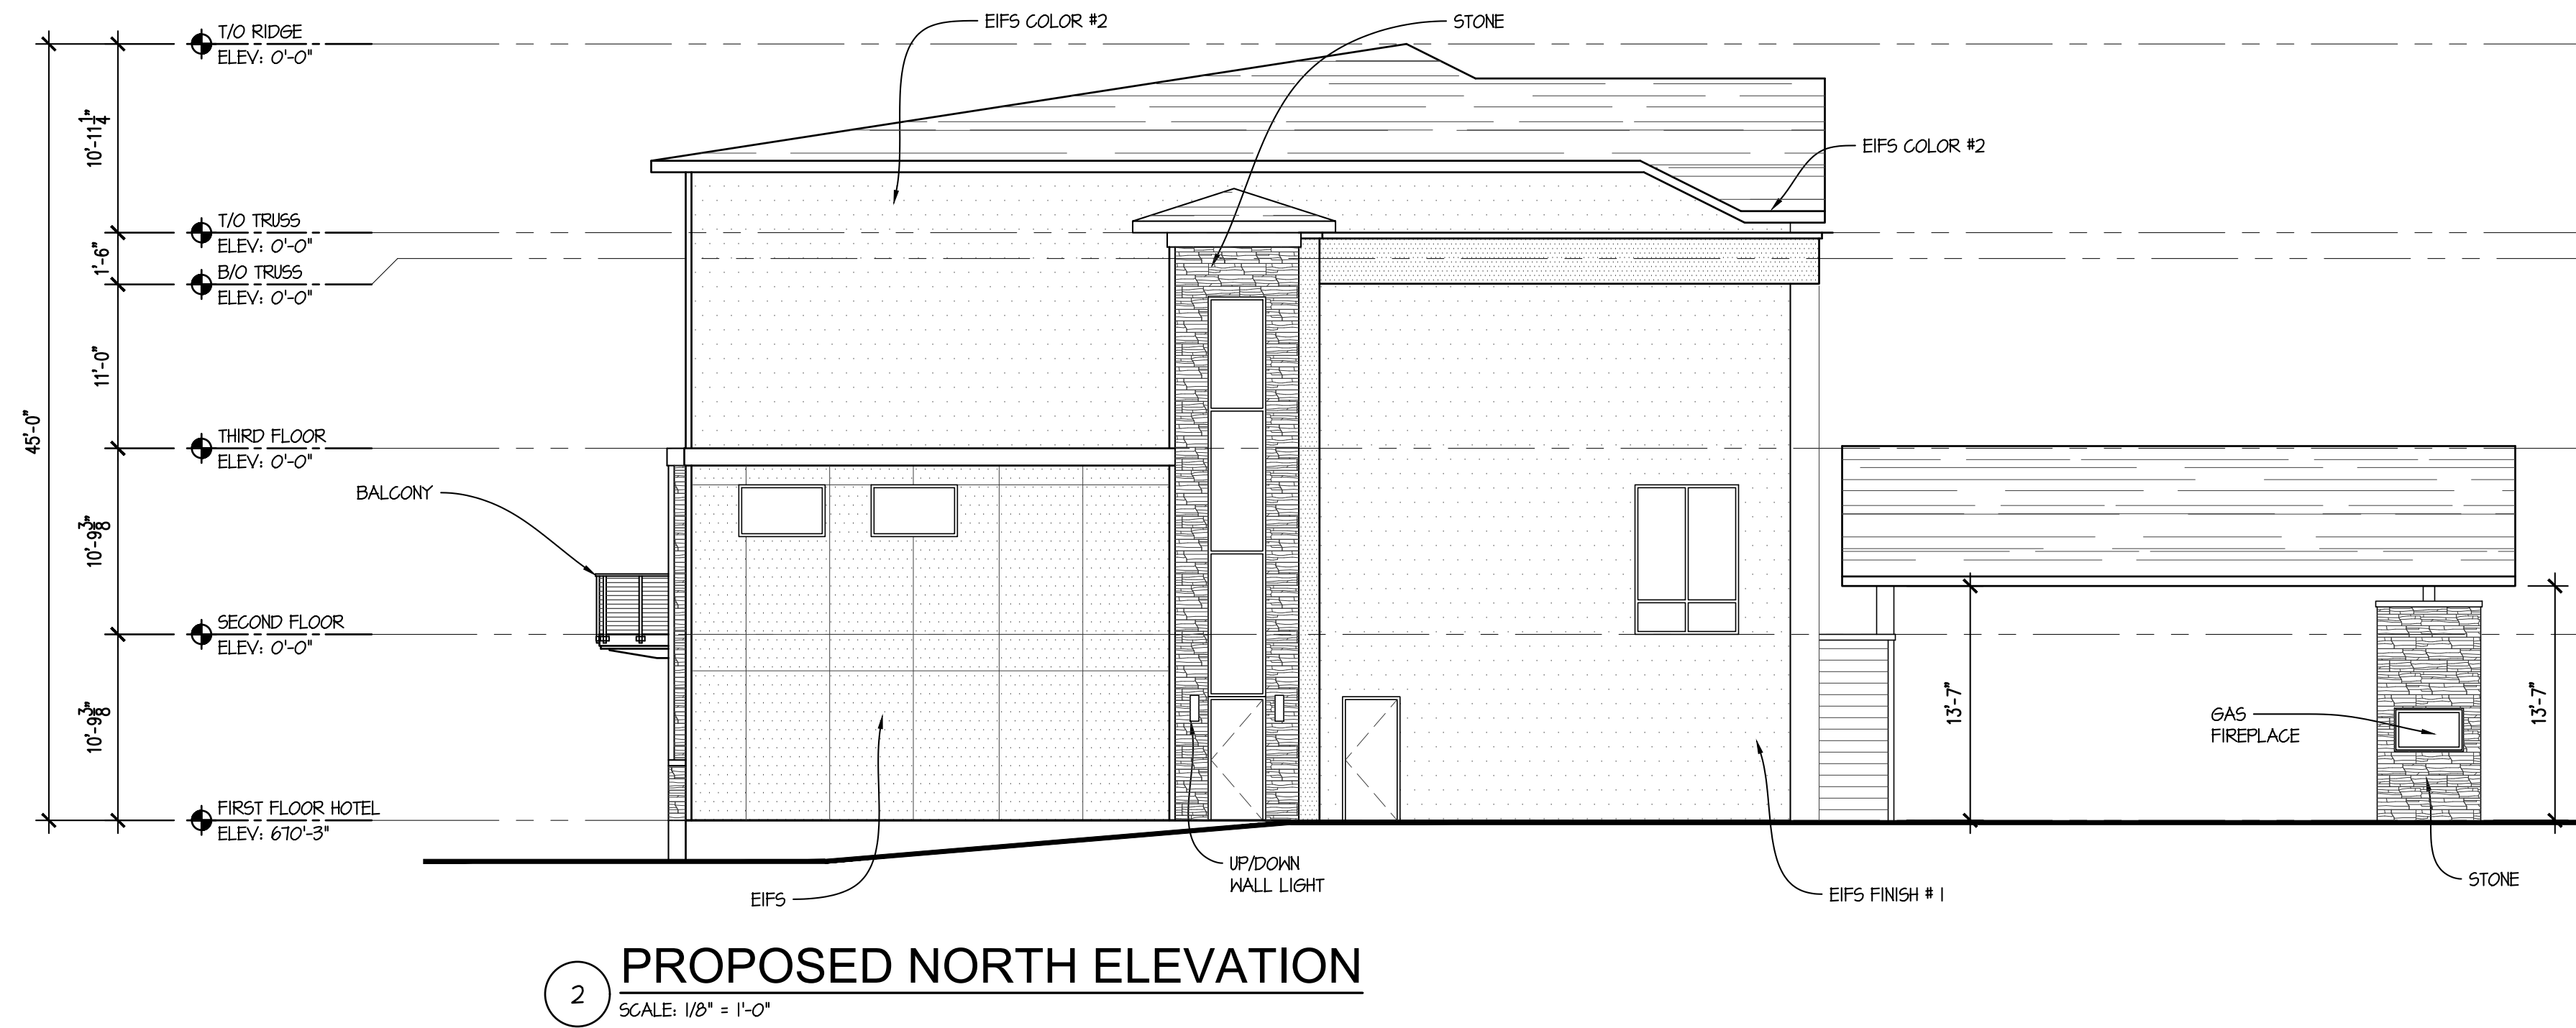 EIFS COLOR #2
STONE
T/O RIDGE
ELEV: 0'-0"
10'-11 1/4"
EIFS COLOR #2
T/O TRUSS
ELEV: 0'-0"
1'-6"
B/O TRUSS
ELEV: 0'-0"
11'-0"
45'-0"
THIRD FLOOR
ELEV: 0'-0"
BALCONY
10'-9 3/8"
SECOND FLOOR
ELEV: 0'-0"
10'-9 3/8"
13'-7"
GAS
FIREPLACE
13'-7"
FIRST FLOOR HOTEL
ELEV: 670'-3"
UP/DOWN
WALL LIGHT
EIFS
EIFS FINISH # 1
STONE
2
PROPOSED NORTH ELEVATION
SCALE: 1/8" = 1'-0"